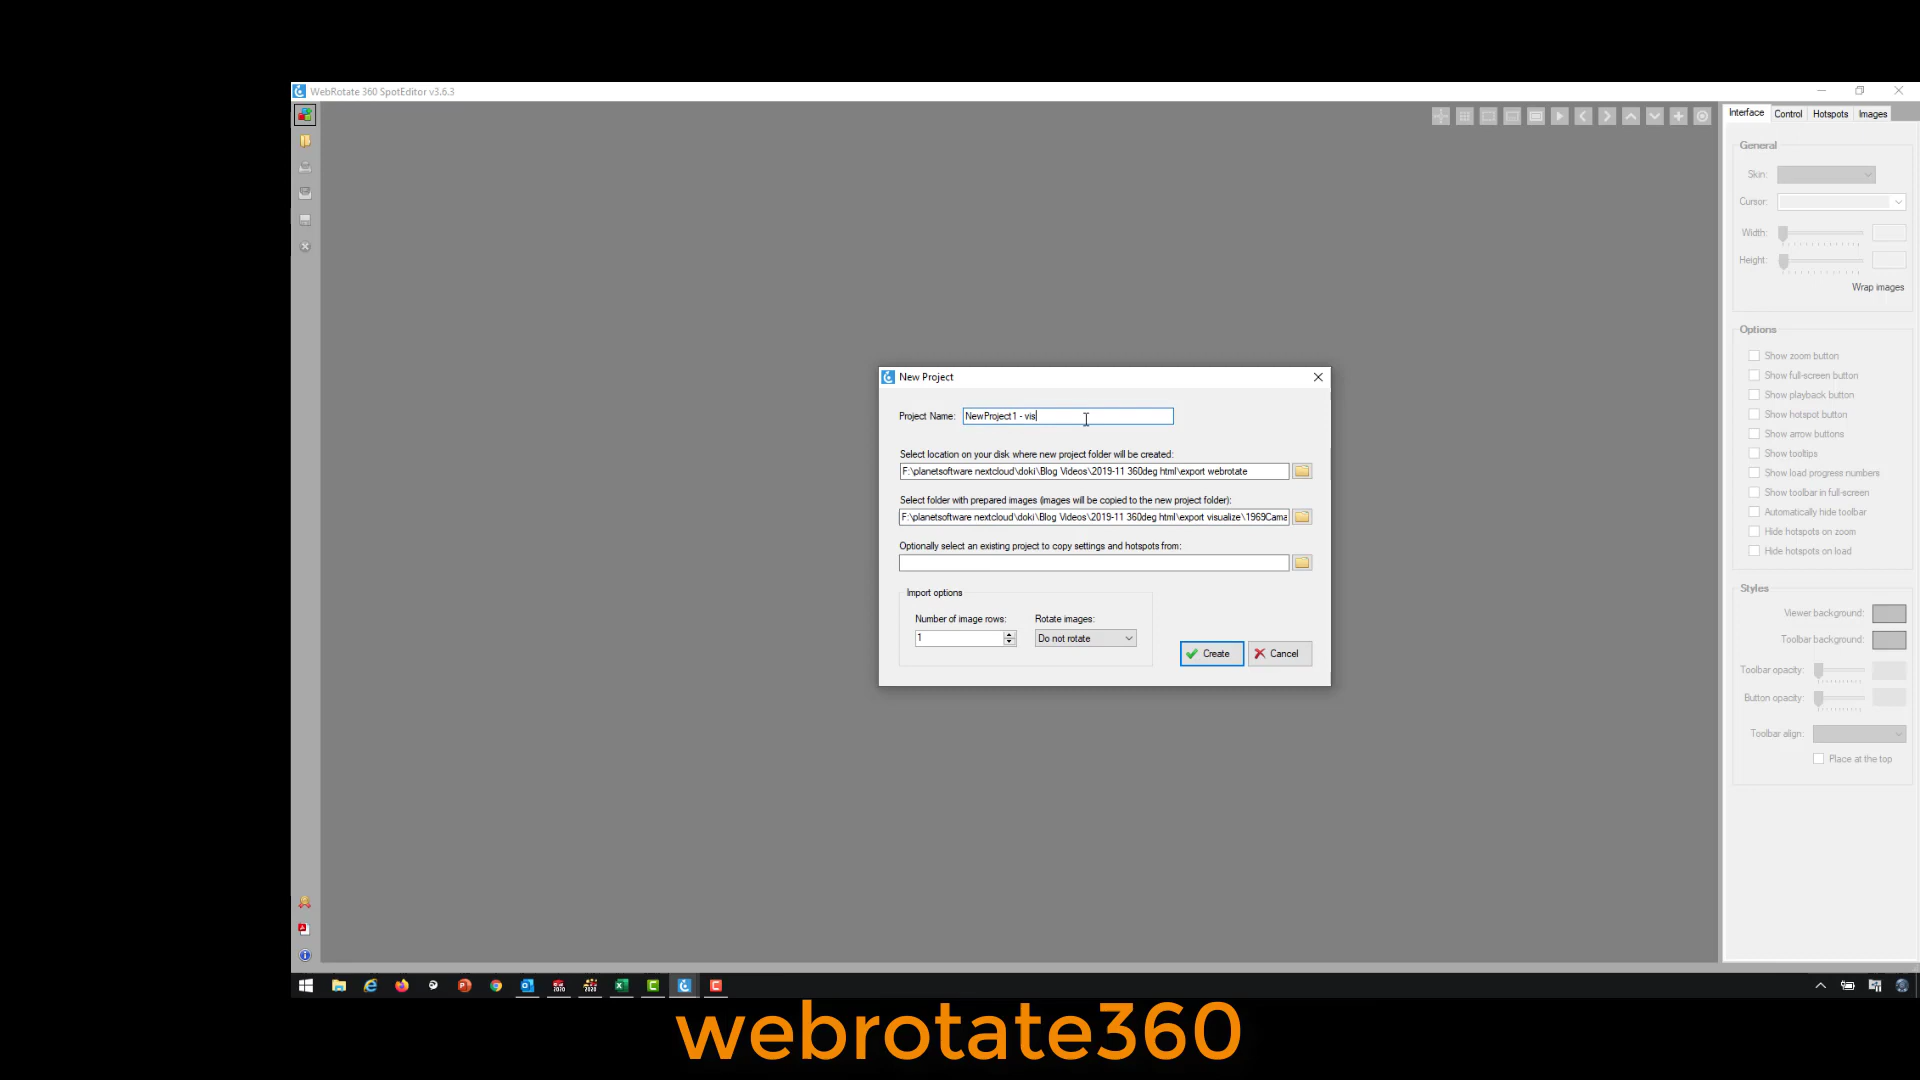 WebRotate 360 SpotEditor v3.6.3
Interface Control Hotspots Images
General
Skin:
Cursor:
Width:
Height:
Wrap images
Options
Show zoom button
Show full-screen button
Show playback button
Show hotspot button
Show arrow buttons
Show tooltips
Show load progress numbers
Show toolbar in full-screen
Automatically hide toolbar
Hide hotspots on zoom
Hide hotspots on load
Styles
Viewer background:
Toolbar background:
Toolbar opacity:
Button opacity:
Toolbar align:
Place at the top
New Project
Project Name: NewProject1 - vis
Select location on your disk where new project folder will be created:
F:\planetsoftware nextcloud\doki\Blog Videos\2019-11 360deg html\export webrotate
Select folder with prepared images (images will be copied to the new project folder):
F:\planetsoftware nextcloud\doki\Blog Videos\2019-11 360deg html\export visualize\1969Cama
Optionally select an existing project to copy settings and hotspots from:
Import options
Number of image rows: Rotate images:
1 Do not rotate
Create Cancel
webrotate360